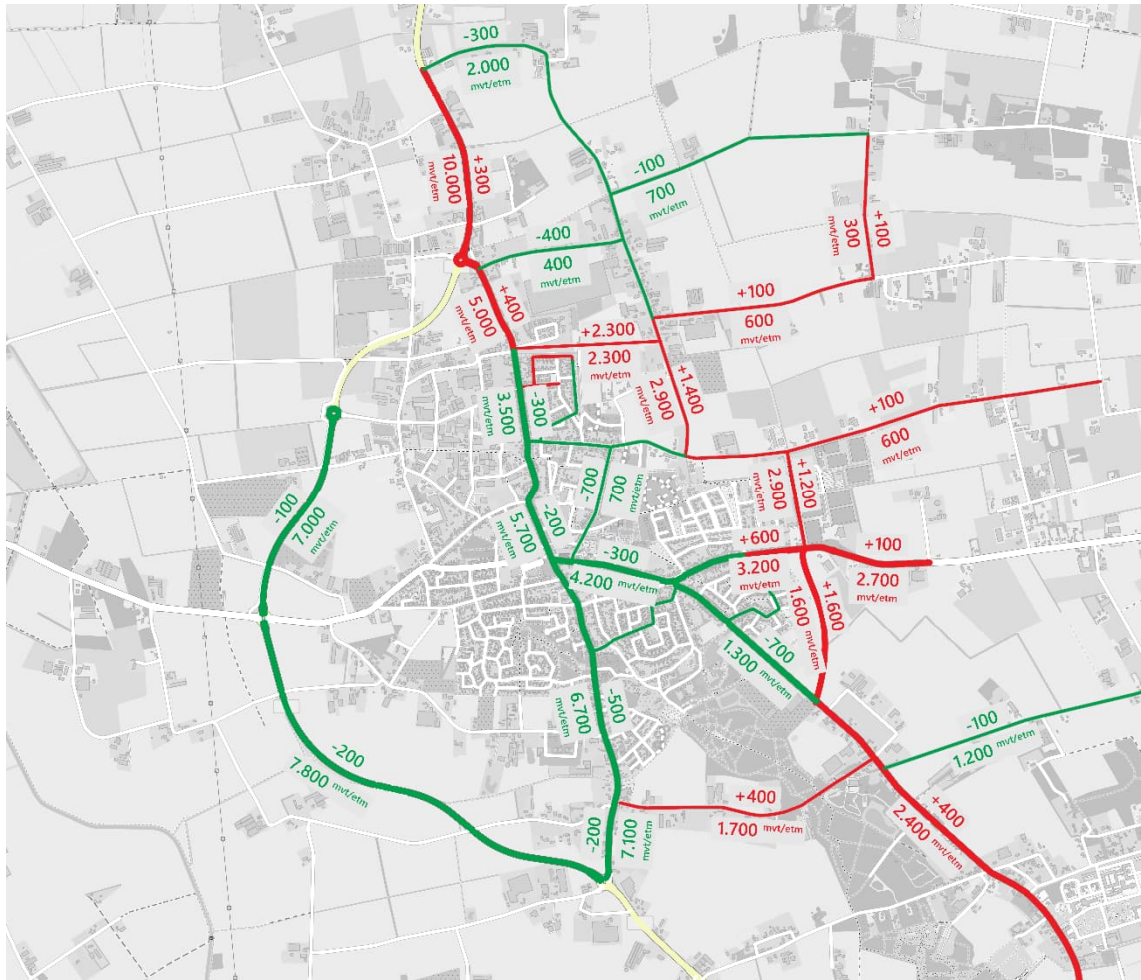 -300
2.000
mvt/etm
+300
10.000
mvt/etm
-100
700
mvt/etm
+100
300
mvt/etm
-400
400
mvt/etm
+400
5.000
mvt/etm
+100
600
mvt/etm
+2.300
2.300
mvt/etm
+1.400
2.900
mvt/etm
-300
3.500
mvt/etm
+100
600
mvt/etm
-700
700
mvt/etm
+1.200
2.900
mvt/etm
-100
7.000
mvt/etm
-200
5.700
mvt/etm
-300
4.200 mvt/etm
+600
3.200
mvt/etm
+100
2.700
mvt/etm
+1.600
1.600
mvt/etm
-700
1.300 mvt/etm
-500
6.700
mvt/etm
-100
1.200 mvt/etm
-200
7.800 mvt/etm
+400
1.700 mvt/etm
+400
2.400 mvt/etm
-200
7.100
mvt/etm